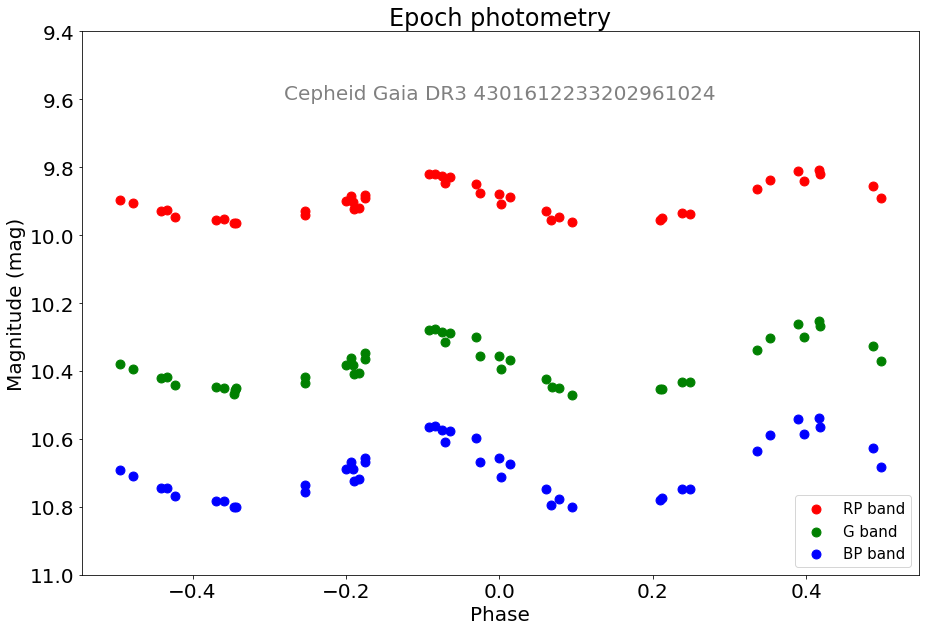 Epoch photometry
Cepheid Gaia DR3 4301612233202961024
Magnitude (mag)
9.4
9.6
9.8
10.0
10.2
10.4
10.6
10.8
11.0
RP band
G band
BP band
−0.4
−0.2
0.0
0.2
0.4
Phase